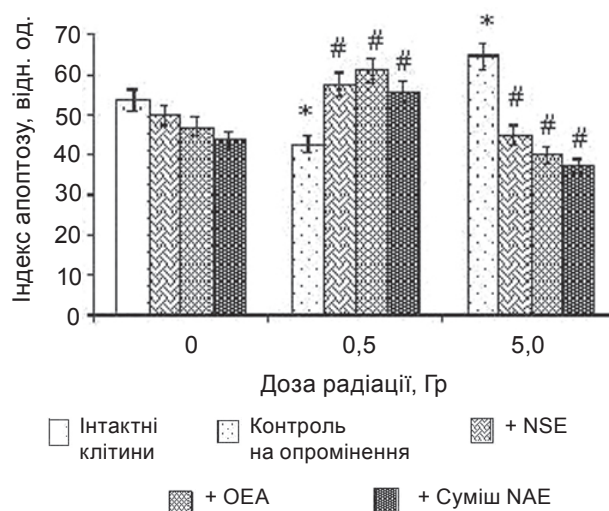 Індекс апоптозу, відн. од.
70
60
50
40
30
20
10
0
* # # # * # # #
0 0,5 5,0
Доза радіації, Гр
Інтактні клітини
Контроль на опромінення
+ NSE
+ OEA
+ Суміш NAE